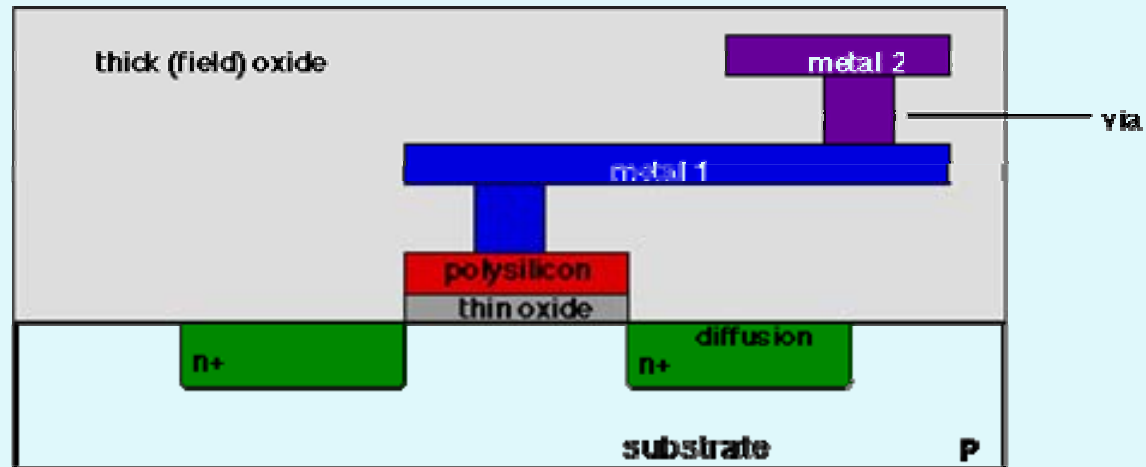 thick (field) oxide
metal 2
via
metal 1
polysilicon
thin oxide
diffusion
n+
n+
substrate
P